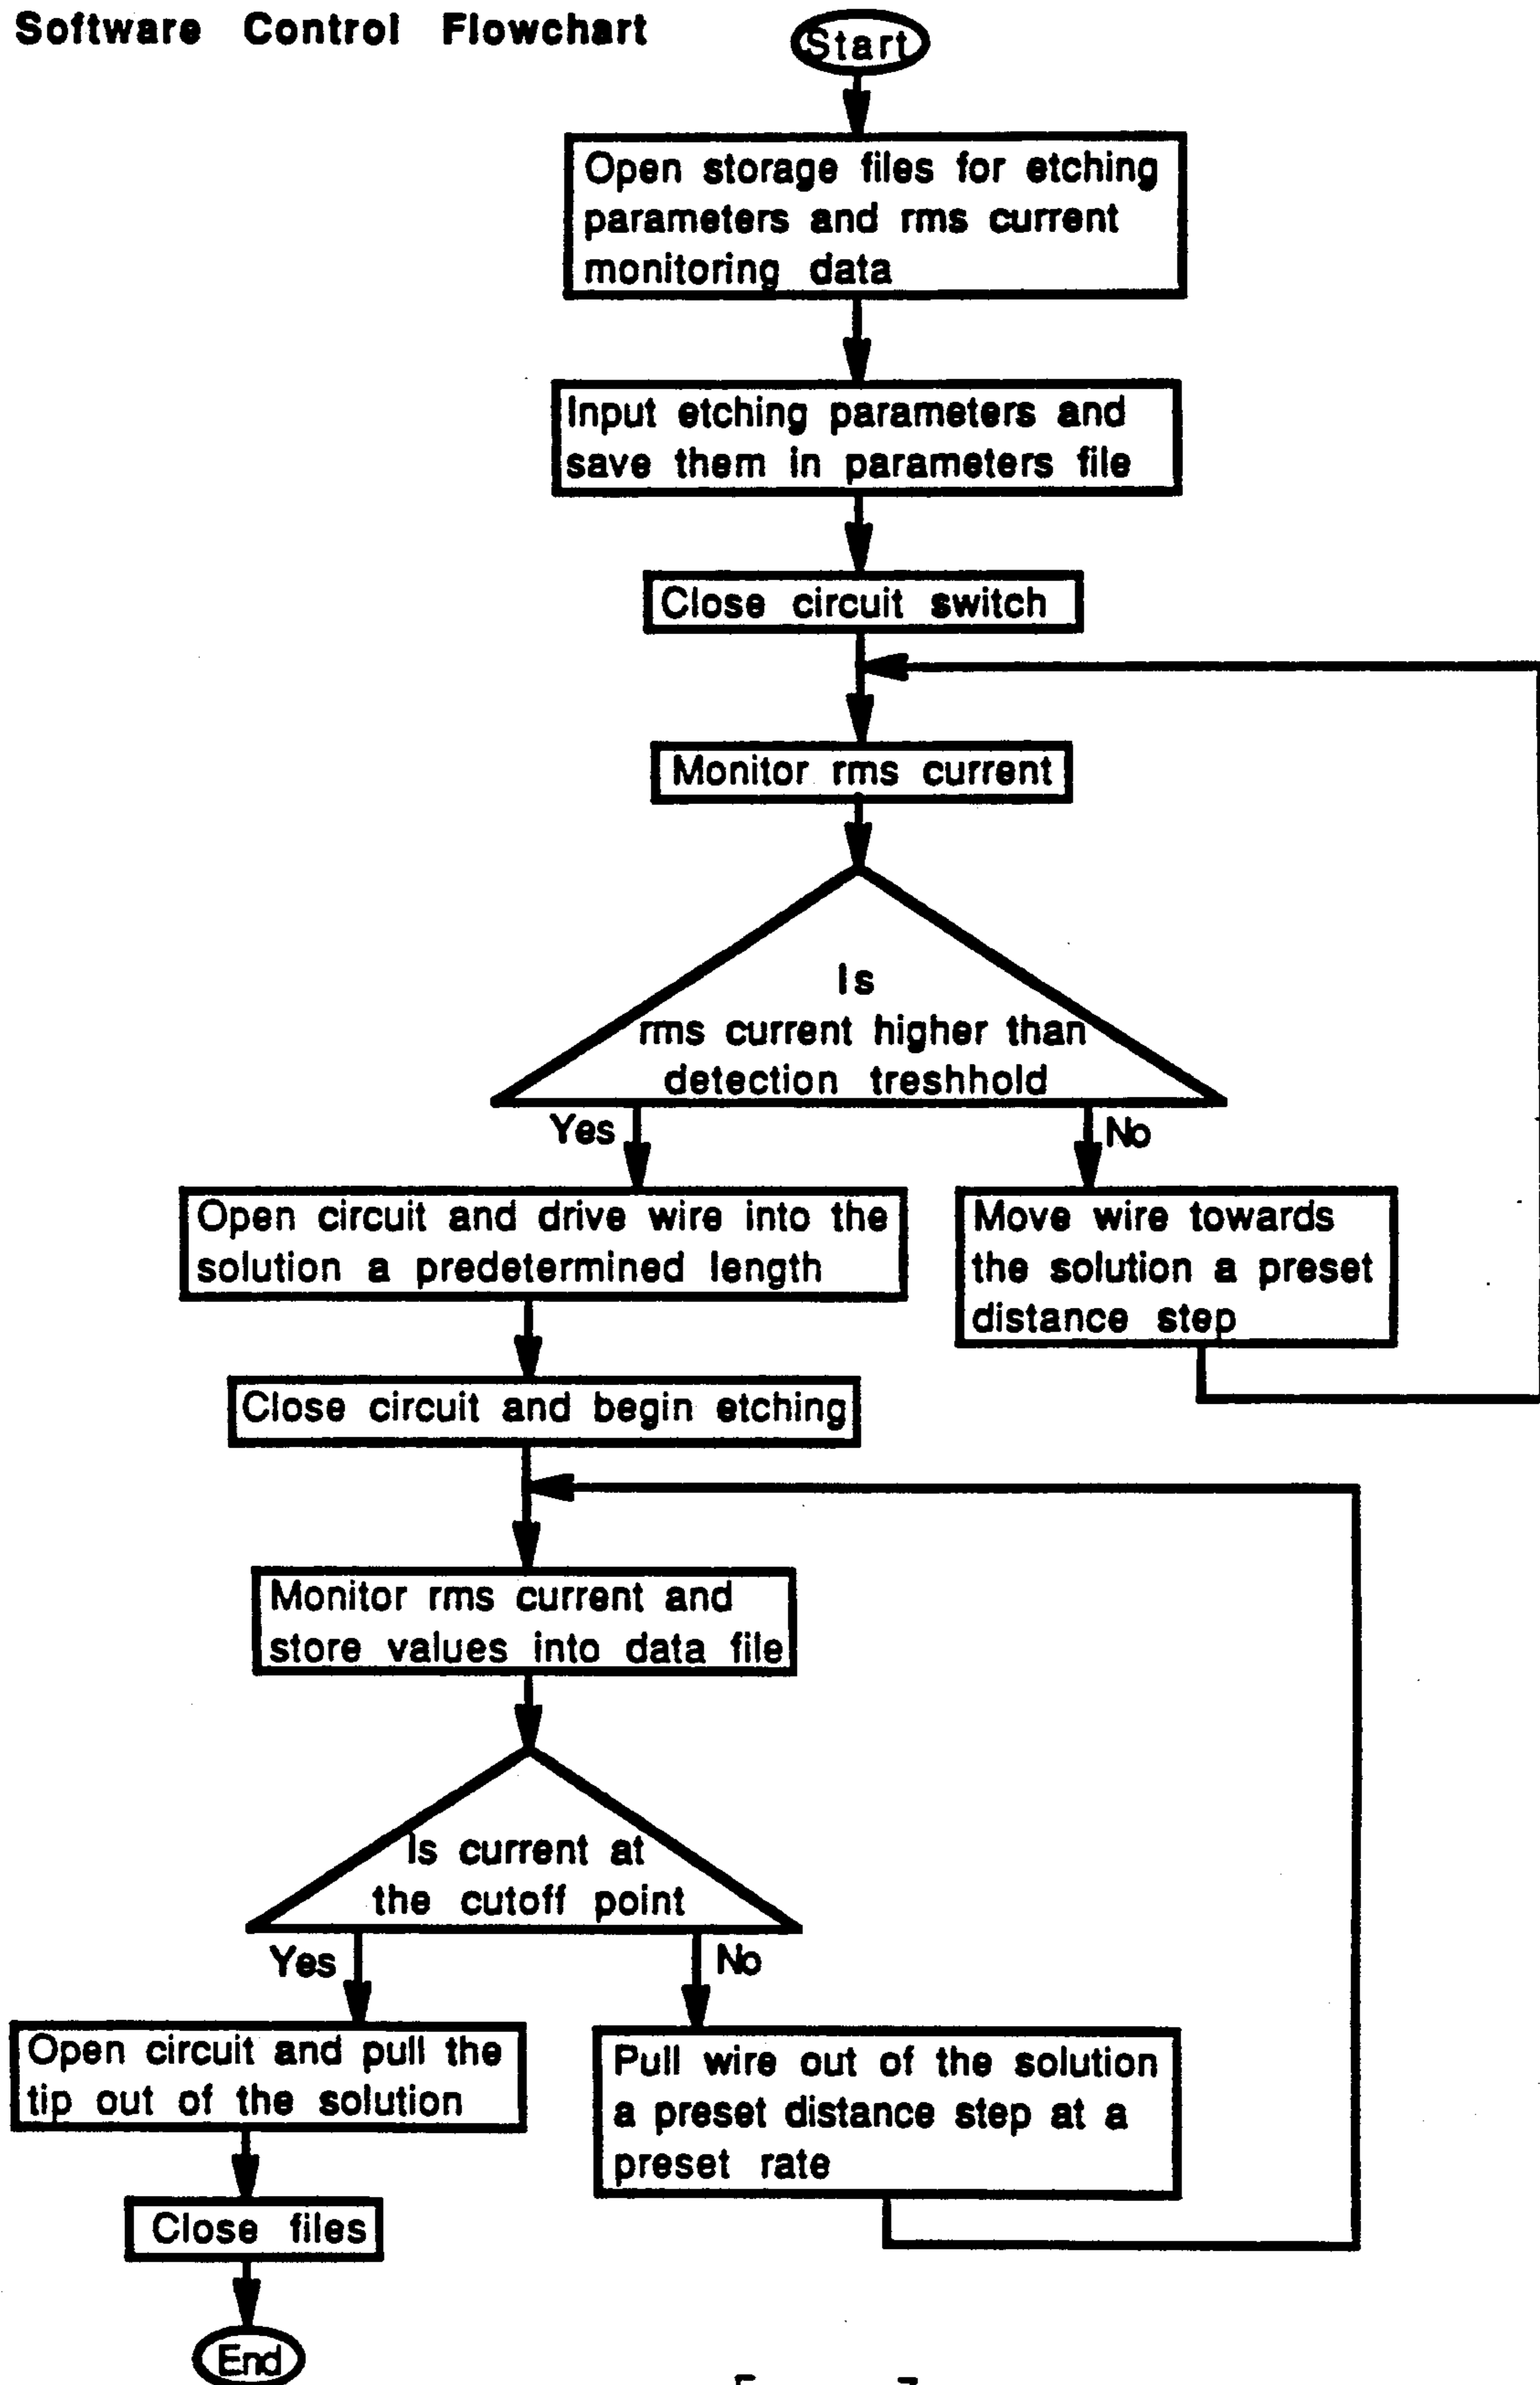 Software Control Flowchart
Start
Open storage files for etching
parameters and rms current
monitoring data
Input etching parameters and
save them in parameters file
Close circuit switch
Monitor rms current
Is
rms current higher than
detection treshhold
Yes
No
Open circuit and drive wire into the
solution a predetermined length
Move wire towards
the solution a preset
distance step
Close circuit and begin etching
Monitor rms current and
store values into data file
Is current at
the cutoff point
Yes
No
Open circuit and pull the
tip out of the solution
Pull wire out of the solution
a preset distance step at a
preset rate
Close files
End